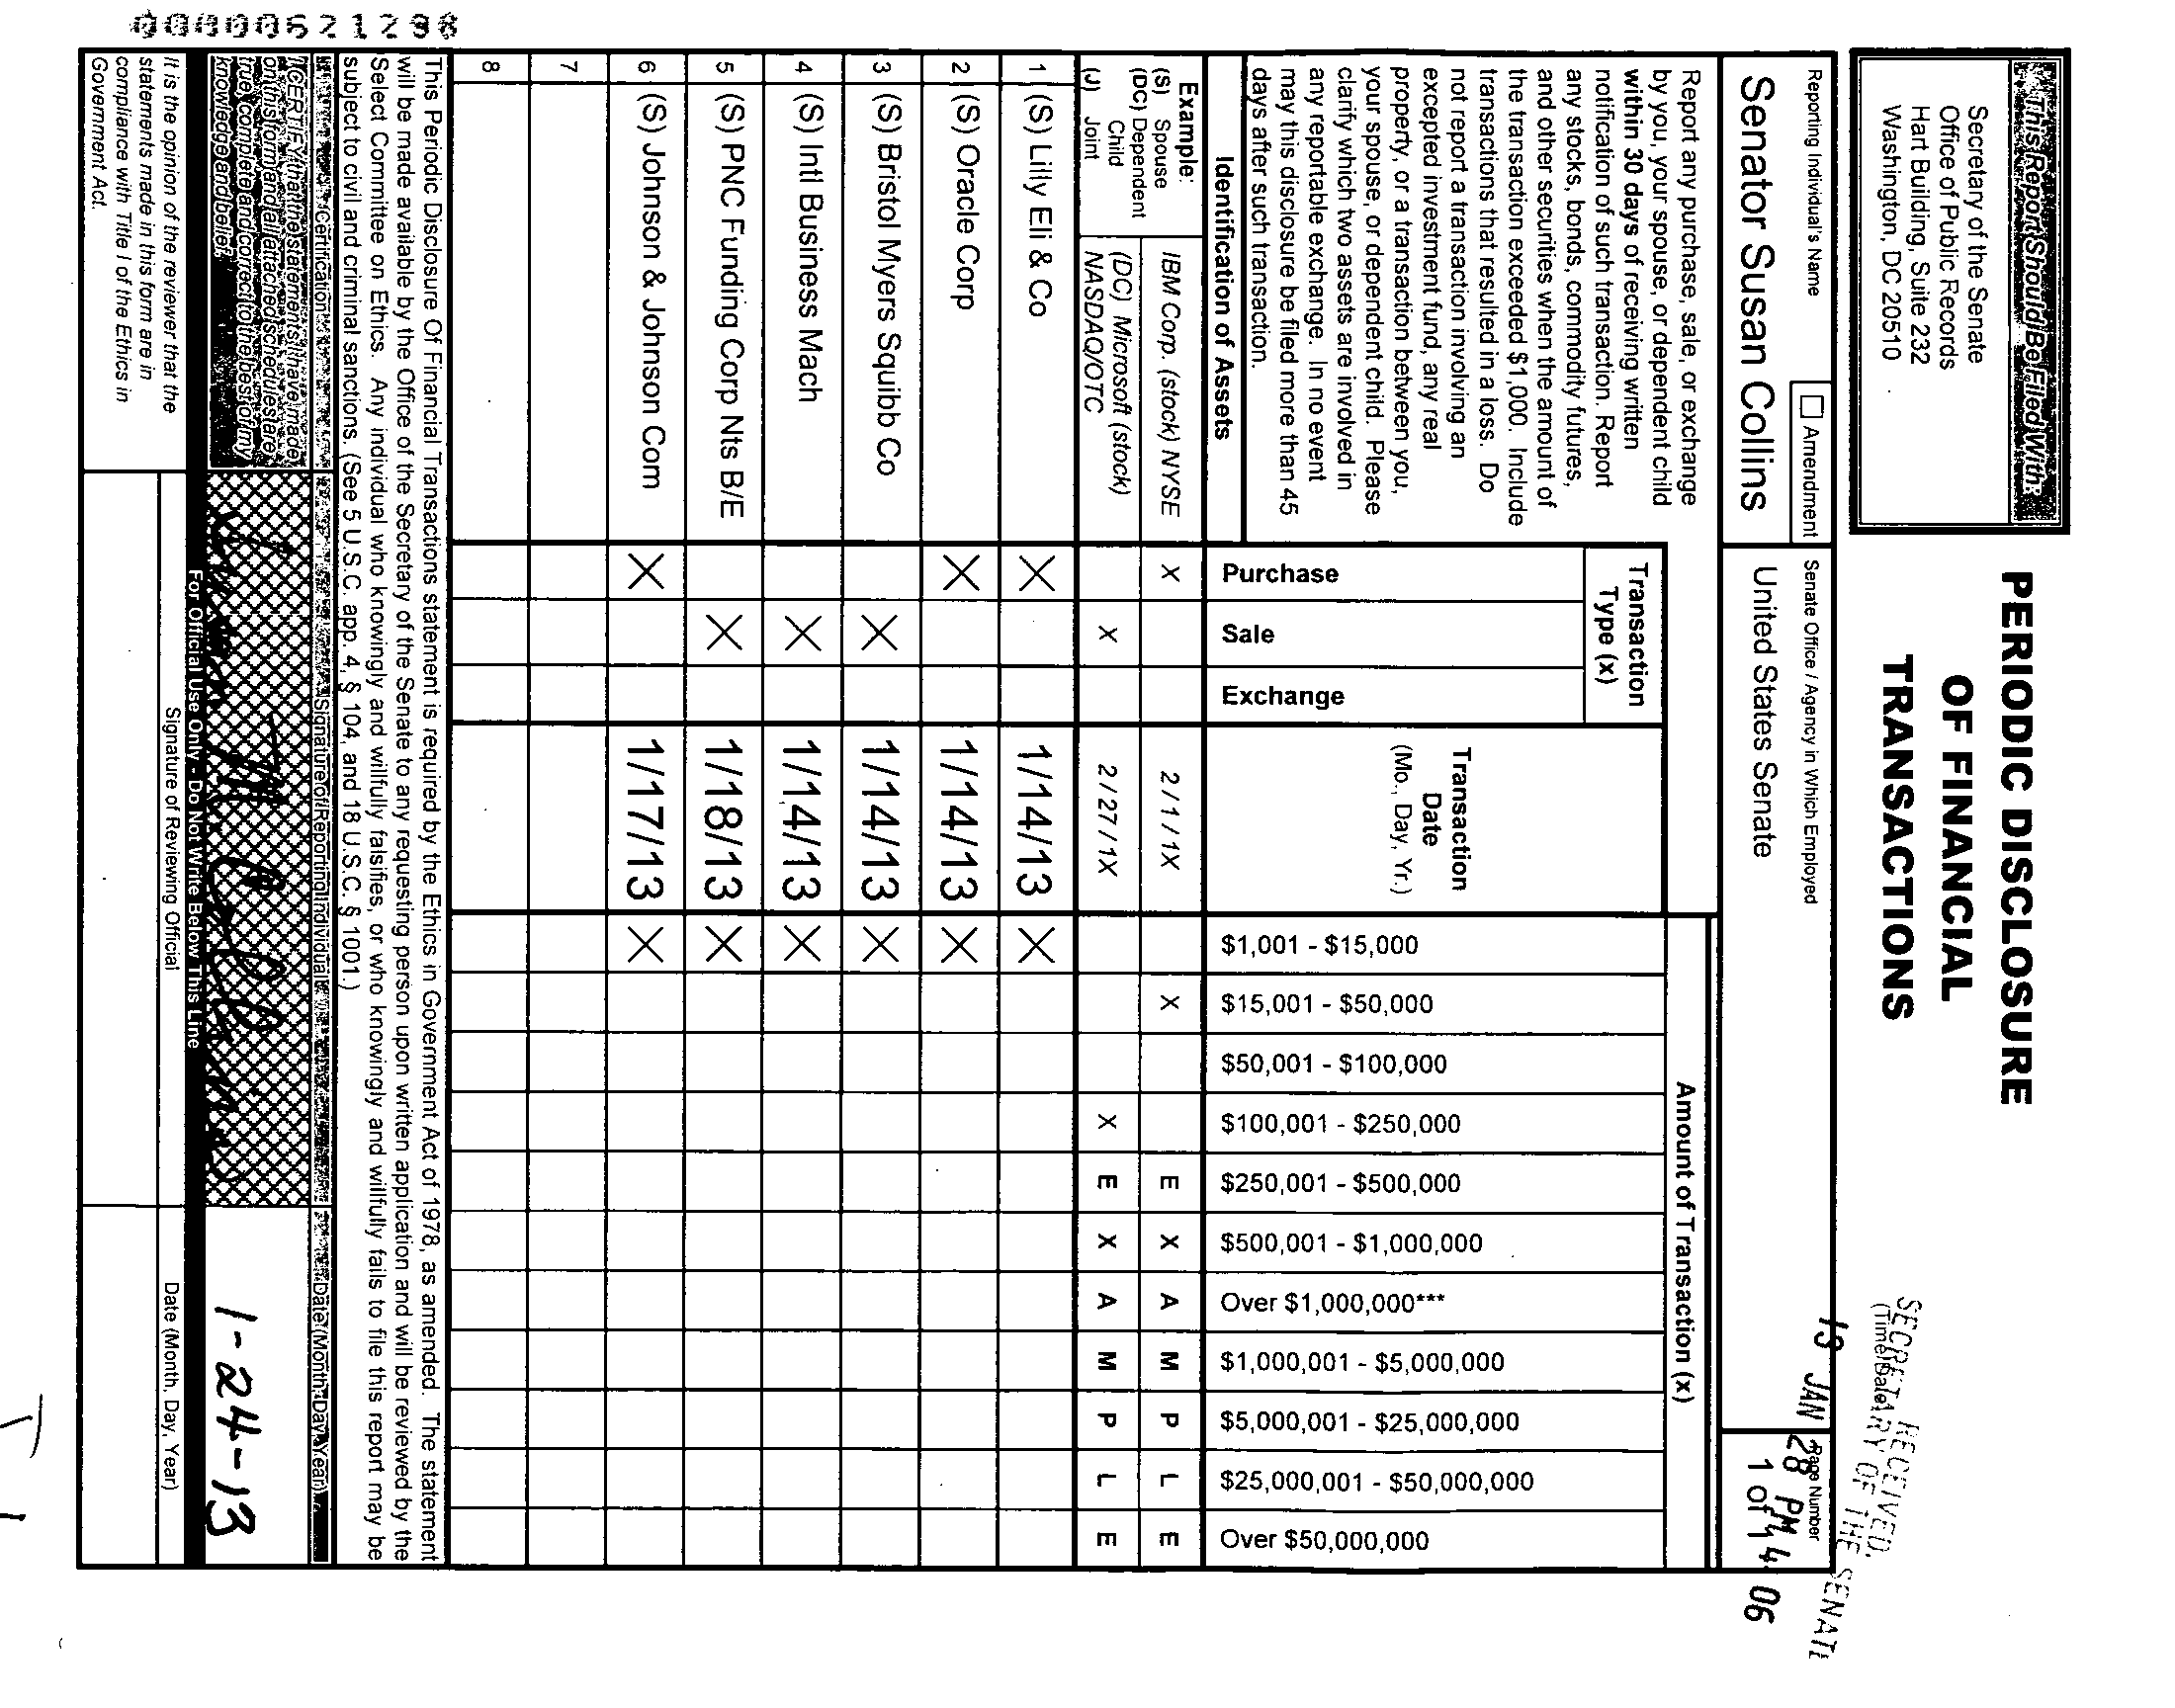 This Report Should Be Filed With:
Secretary of the Senate
Office of Public Records
Hart Building, Suite 232
Washington, DC 20510
PERIODIC DISCLOSURE
OF FINANCIAL
TRANSACTIONS
RECEIVED
SECRETARY OF THE SENATE
(Time/Date)
13 JAN 28 PM 4:06
Reporting Individual's Name
☐ Amendment
Senate Office / Agency in Which Employed
Page Number
Senator Susan Collins
United States Senate
1 of 1
Report any purchase, sale, or exchange
by you, your spouse, or dependent child
within 30 days of receiving written
notification of such transaction. Report
any stocks, bonds, commodity futures,
and other securities when the amount of
the transaction exceeded $1,000. Include
transactions that resulted in a loss. Do
not report a transaction involving an
excepted investment fund, any real
property, or a transaction between you,
your spouse, or dependent child. Please
clarify which two assets are involved in
any reportable exchange. In no event
may this disclosure be filed more than 45
days after such transaction.
Identification of Assets
Transaction
Type (x)
Purchase
Sale
Exchange
Transaction
Date
(Mo., Day, Yr.)
Amount of Transaction (x)
$1,001 - $15,000
$15,001 - $50,000
$50,001 - $100,000
$100,001 - $250,000
$250,001 - $500,000
$500,001 - $1,000,000
Over $1,000,000***
$1,000,001 - $5,000,000
$5,000,001 - $25,000,000
$25,000,001 - $50,000,000
Over $50,000,000
Example:
(S) Spouse
(DC) Dependent
Child
(J) Joint
IBM Corp. (stock) NYSE X 2 / 1 / 1X X E X A M P L E
(DC) Microsoft (stock)
NASDAQ/OTC X 2 / 27 / 1X X E X A M P L E
1 (S) Lilly Eli & Co X 1/14/13 X
2 (S) Oracle Corp X 1/14/13 X
3 (S) Bristol Myers Squibb Co X 1/14/13 X
4 (S) Intl Business Mach X 1/14/13 X
5 (S) PNC Funding Corp Nts B/E X 1/18/13 X
6 (S) Johnson & Johnson Com X 1/17/13 X
7
8
This Periodic Disclosure Of Financial Transactions statement is required by the Ethics in Government Act of 1978, as amended. The statement
will be made available by the Office of the Secretary of the Senate to any requesting person upon written application and will be reviewed by the
Select Committee on Ethics. Any individual who knowingly and willfully falsifies, or who knowingly and willfully fails to file this report may be
subject to civil and criminal sanctions. (See 5 U.S.C. app. 4, § 104, and 18 U.S.C. § 1001.)
Certification
Signature of Reporting Individual
Date (Month, Day, Year)
I CERTIFY that the statements I have made
on this form and all attached schedules are
true, complete and correct to the best of my
knowledge and belief.
Susan M Collins
1-24-13
For Official Use Only - Do Not Write Below This Line
It is the opinion of the reviewer that the
statements made in this form are in
compliance with Title I of the Ethics in
Government Act.
Signature of Reviewing Official
Date (Month, Day, Year)